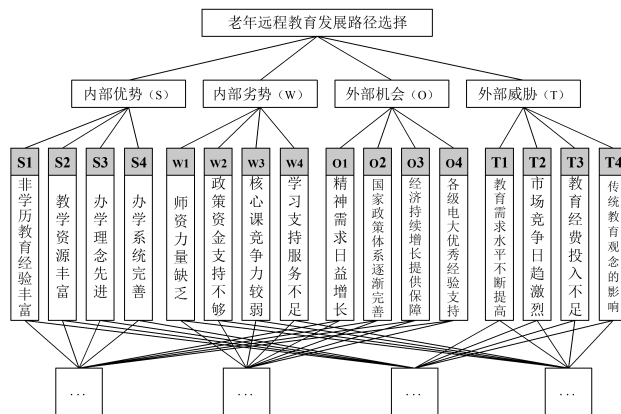 老年远程教育发展路径选择
内部优势（S）
内部劣势（W）
外部机会（O）
外部威胁（T）
S1
S2
S3
S4
W1
W2
W3
W4
O1
O2
O3
O4
T1
T2
T3
T4
非学历教育经验丰富
教学资源丰富
办学理念先进
办学系统完善
师资力量缺乏
政策资金支持不够
核心课竞争力较弱
学习支持服务不足
精神需求日益增长
国家政策体系逐渐完善
经济持续增长提供保障
各级电大优秀经验支持
教育需求水平不断提高
市场竞争日趋激烈
教育经费投入不足
传统教育观念的影响
...
...
...
...